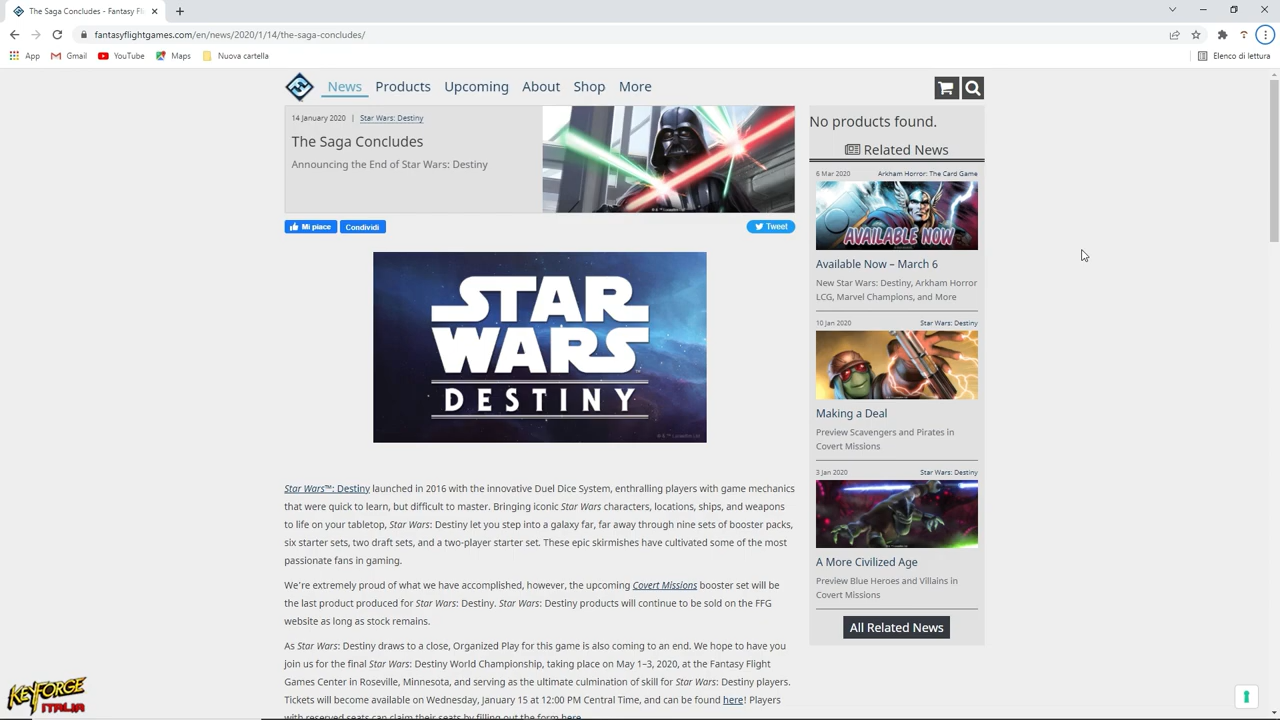 The Saga Concludes - Fantasy Fli
fantasyflightgames.com/en/news/2020/1/14/the-saga-concludes/
App Gmail YouTube Maps Nuova cartella Elenco di lettura
News Products Upcoming About Shop More
14 January 2020 | Star Wars: Destiny
The Saga Concludes
Announcing the End of Star Wars: Destiny
Mi piace Condividi Tweet
STAR
WARS
DESTINY
Star Wars™: Destiny launched in 2016 with the innovative Duel Dice System, enthralling players with game mechanics
that were quick to learn, but difficult to master. Bringing iconic Star Wars characters, locations, ships, and weapons
to life on your tabletop, Star Wars: Destiny let you step into a galaxy far, far away through nine sets of booster packs,
six starter sets, two draft sets, and a two-player starter set. These epic skirmishes have cultivated some of the most
passionate fans in gaming.
We're extremely proud of what we have accomplished, however, the upcoming Covert Missions booster set will be
the last product produced for Star Wars: Destiny. Star Wars: Destiny products will continue to be sold on the FFG
website as long as stock remains.
As Star Wars: Destiny draws to a close, Organized Play for this game is also coming to an end. We hope to have you
join us for the final Star Wars: Destiny World Championship, taking place on May 1–3, 2020, at the Fantasy Flight
Games Center in Roseville, Minnesota, and serving as the ultimate culmination of skill for Star Wars: Destiny players.
Tickets will become available on Wednesday, January 15 at 12:00 PM Central Time, and can be found here! Players
with reserved seats can claim their seats by filling out the form here.
No products found.
Related News
6 Mar 2020 Arkham Horror: The Card Game
AVAILABLE NOW
Available Now – March 6
New Star Wars: Destiny, Arkham Horror
LCG, Marvel Champions, and More
10 Jan 2020 Star Wars: Destiny
Making a Deal
Preview Scavengers and Pirates in
Covert Missions
3 Jan 2020 Star Wars: Destiny
A More Civilized Age
Preview Blue Heroes and Villains in
Covert Missions
All Related News
KEYFORGE
ITALIA